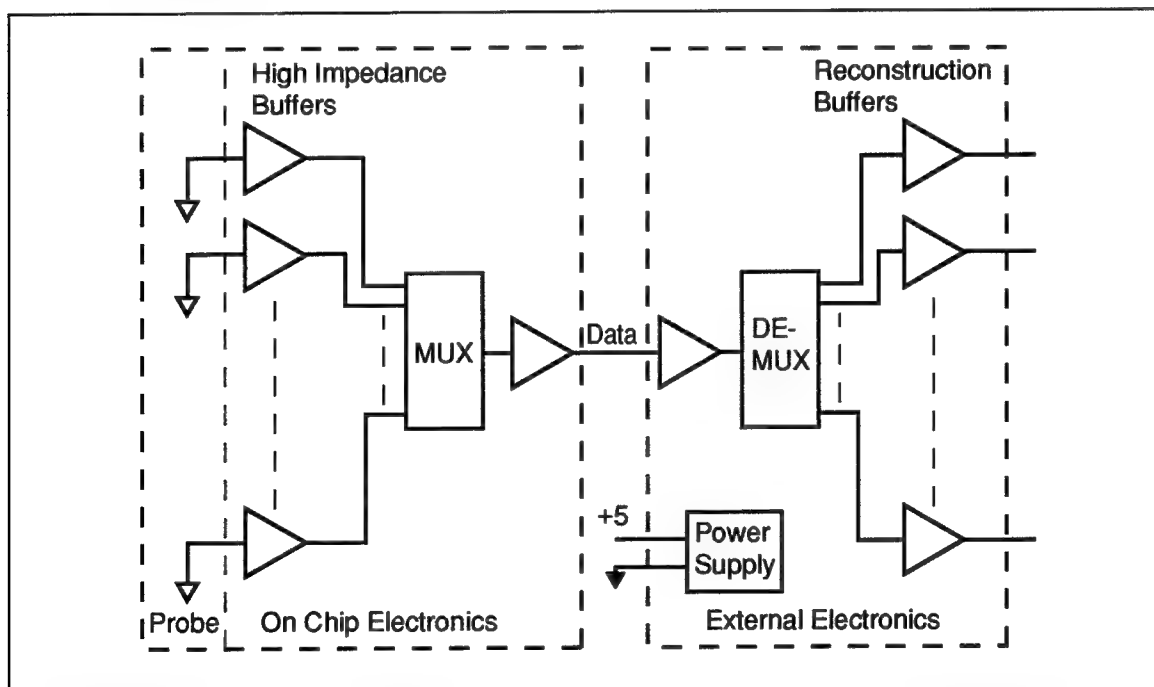 High Impedance
Buffers
Reconstruction
Buffers
MUX
Data
DE-
MUX
+5
Power
Supply
Probe
On Chip Electronics
External Electronics